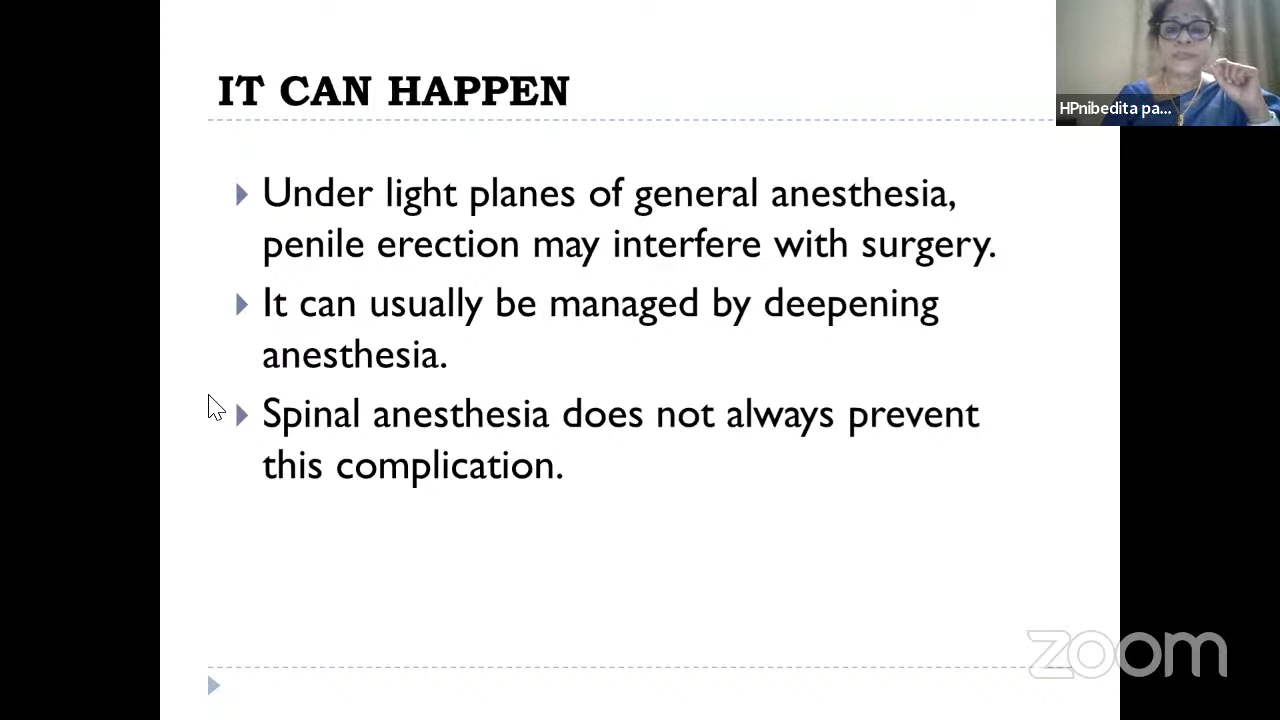 IT CAN HAPPEN
HPnibedita pa...
Under light planes of general anesthesia,
penile erection may interfere with surgery.
It can usually be managed by deepening
anesthesia.
Spinal anesthesia does not always prevent
this complication.
zoom